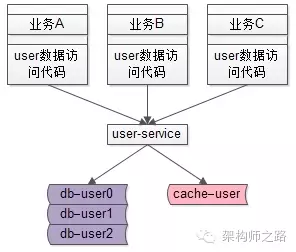 业务A
业务B
业务C
user数据访
问代码
user数据访
问代码
user数据访
问代码
user-service
db-user0
db-user1
db-user2
cache-user
架构师之路